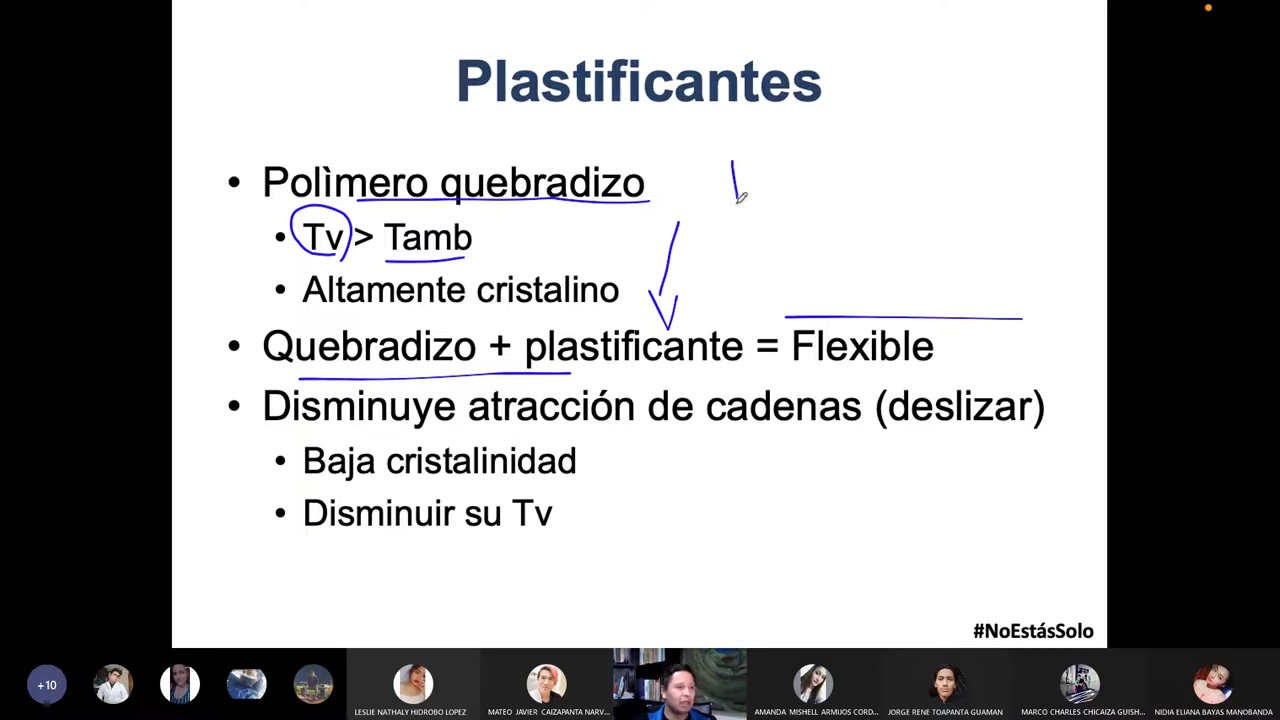 Plastificantes
• Polìmero quebradizo
• Tv > Tamb
• Altamente cristalino
• Quebradizo + plastificante = Flexible
• Disminuye atracción de cadenas (deslizar)
• Baja cristalinidad
• Disminuir su Tv
#NoEstásSolo
+10
LESLIE NATHALY HIDROBO LOPEZ
MATEO JAVIER CAIZAPANTA NARV...
AMANDA MISHELL ARMIJOS CORD...
JORGE RENE TOAPANTA GUAMAN
MARCO CHARLES CHICAIZA GUISH...
NIDIA ELIANA BAYAS MANOBANDA